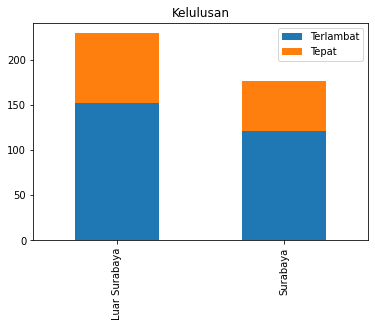 Kelulusan
Terlambat
Tepat
200
150
100
50
0
Luar Surabaya
Surabaya